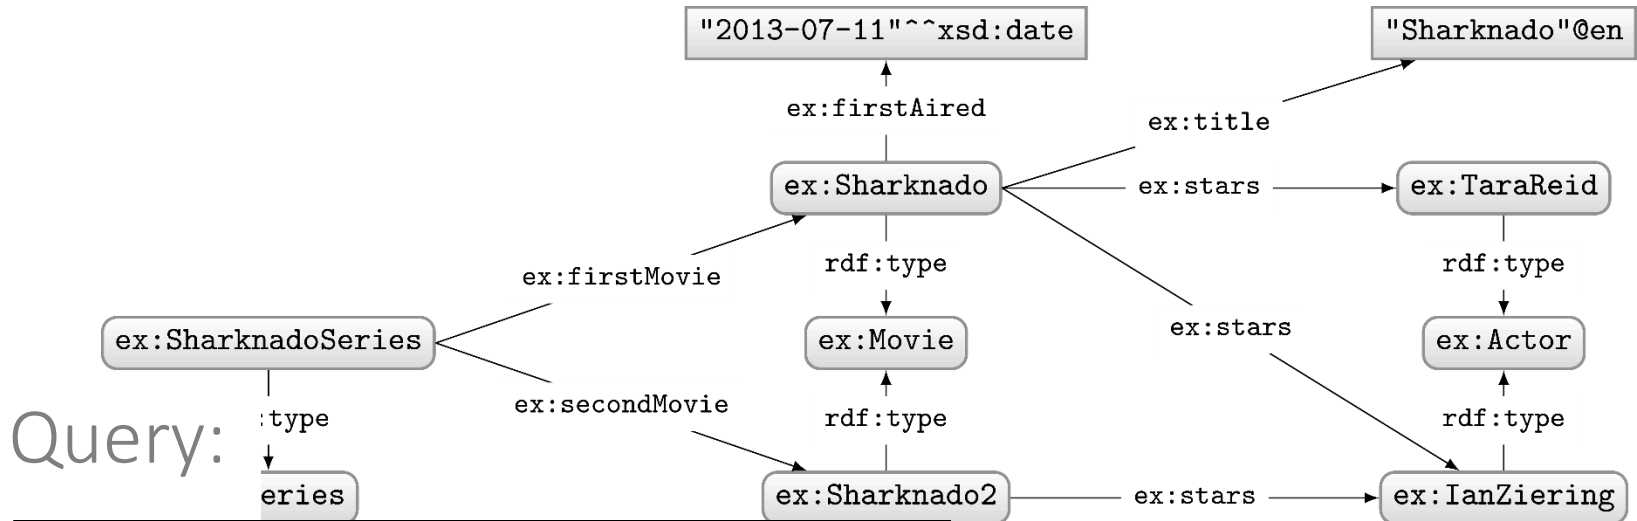 "2013-07-11"^^xsd:date
"Sharknado"@en
ex:firstAired
ex:title
ex:Sharknado
ex:stars
ex:TaraReid
ex:firstMovie
rdf:type
rdf:type
ex:stars
ex:SharknadoSeries
ex:Movie
ex:Actor
ex:secondMovie
:type
rdf:type
rdf:type
Query:
eries
ex:Sharknado2
ex:stars
ex:IanZiering